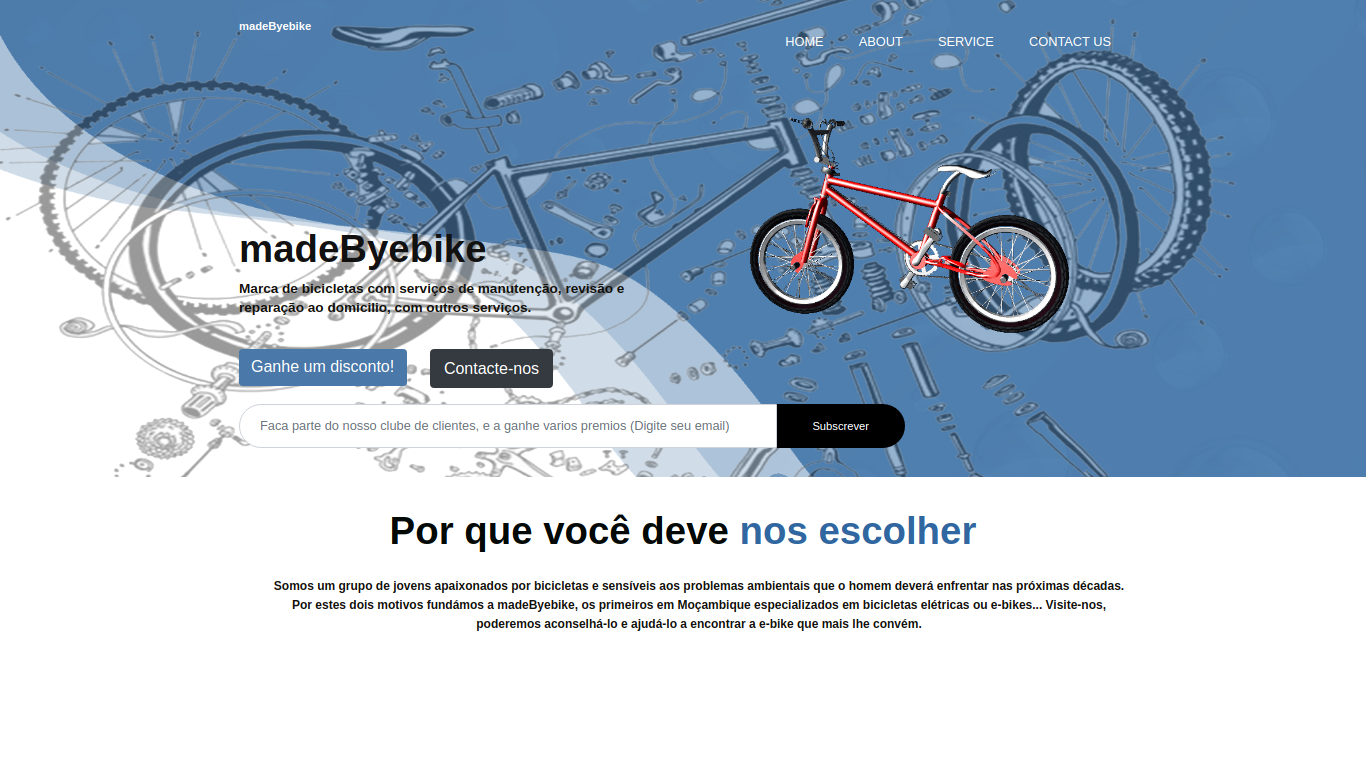 madeByebike
HOME ABOUT SERVICE CONTACT US
madeByebike
Marca de bicicletas com serviços de manutenção, revisão e
reparação ao domicílio, com outros serviços.
Ganhe um disconto! Contacte-nos
Faca parte do nosso clube de clientes, e a ganhe varios premios (Digite seu email) Subscrever
Por que você deve nos escolher
Somos um grupo de jovens apaixonados por bicicletas e sensíveis aos problemas ambientais que o homem deverá enfrentar nas próximas décadas.
Por estes dois motivos fundámos a madeByebike, os primeiros em Moçambique especializados em bicicletas elétricas ou e-bikes... Visite-nos,
poderemos aconselhá-lo e ajudá-lo a encontrar a e-bike que mais lhe convém.